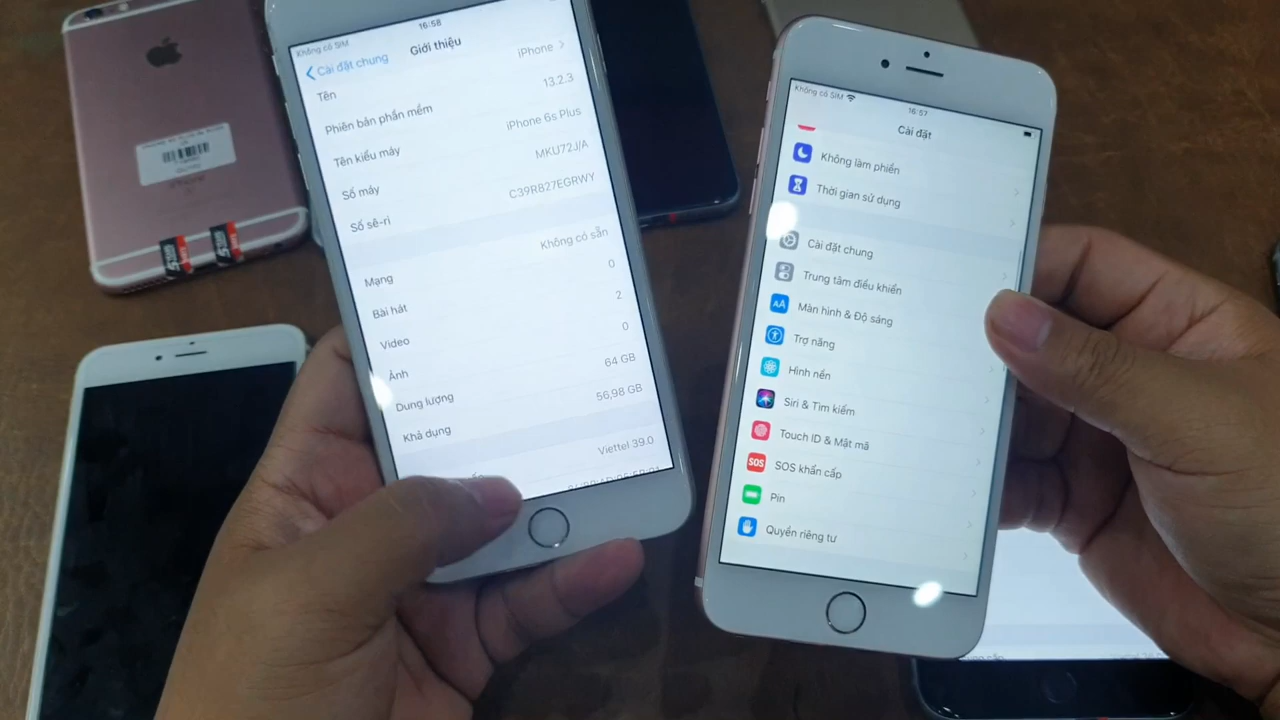 Không có SIM
16:58
Cài đặt chung
Giới thiệu
Tên
iPhone
Phiên bản phần mềm
13.2.3
Tên kiểu máy
iPhone 6s Plus
Số máy
MKU72J/A
Số sê-ri
C39R827EGRWY
Mạng
Không có sẵn
Bài hát
0
Video
2
Ảnh
0
Dung lượng
64 GB
Khả dụng
56,98 GB
Viettel 39.0
Không có SIM
16:57
Cài đặt
Không làm phiền
Thời gian sử dụng
Cài đặt chung
Trung tâm điều khiển
AA
Màn hình & Độ sáng
Trợ năng
Hình nền
Siri & Tìm kiếm
Touch ID & Mật mã
SOS
SOS khẩn cấp
Pin
Quyền riêng tư